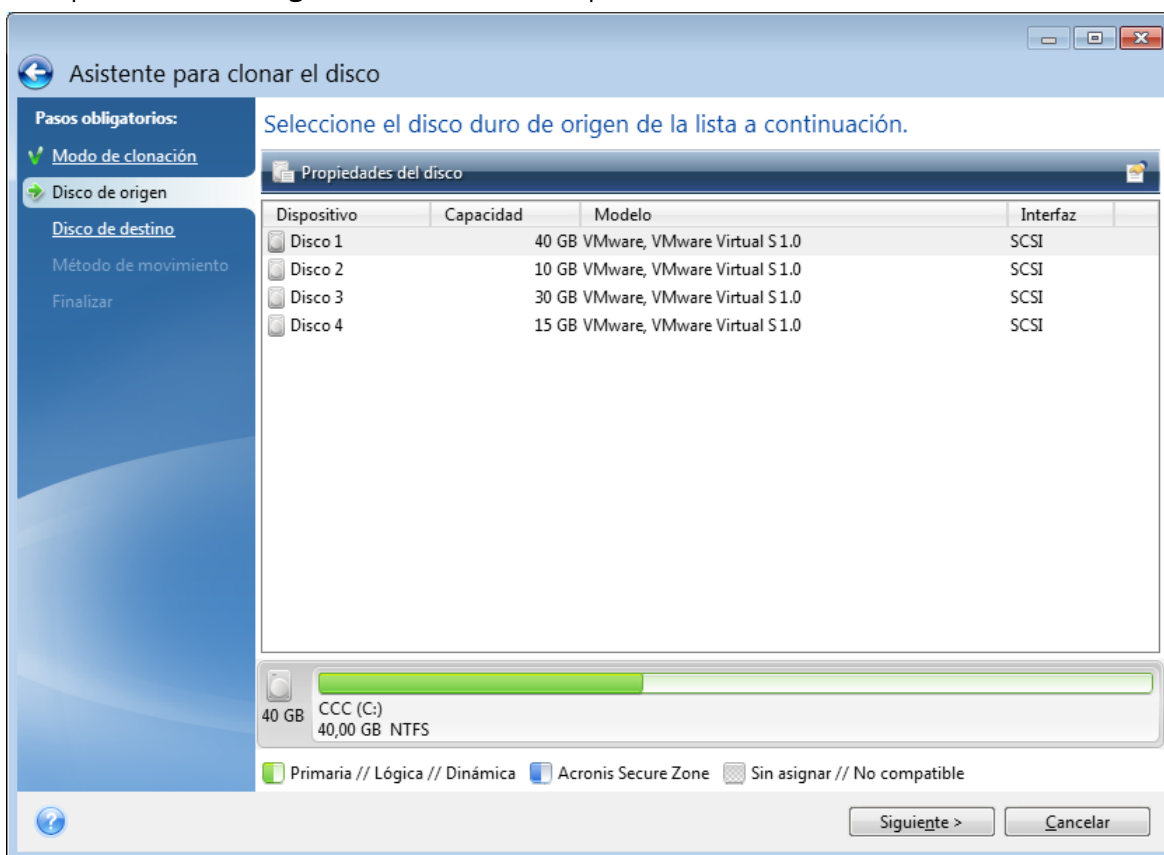 Asistente para clonar el disco
Pasos obligatorios:
Modo de clonación
Disco de origen
Disco de destino
Método de movimiento
Finalizar
Seleccione el disco duro de origen de la lista a continuación.
Propiedades del disco
Dispositivo Capacidad Modelo Interfaz
Disco 1 40 GB VMware, VMware Virtual S 1.0 SCSI
Disco 2 10 GB VMware, VMware Virtual S 1.0 SCSI
Disco 3 30 GB VMware, VMware Virtual S 1.0 SCSI
Disco 4 15 GB VMware, VMware Virtual S 1.0 SCSI
40 GB
CCC (C:)
40,00 GB NTFS
Primaria // Lógica // Dinámica Acronis Secure Zone Sin asignar // No compatible
Siguiente > Cancelar